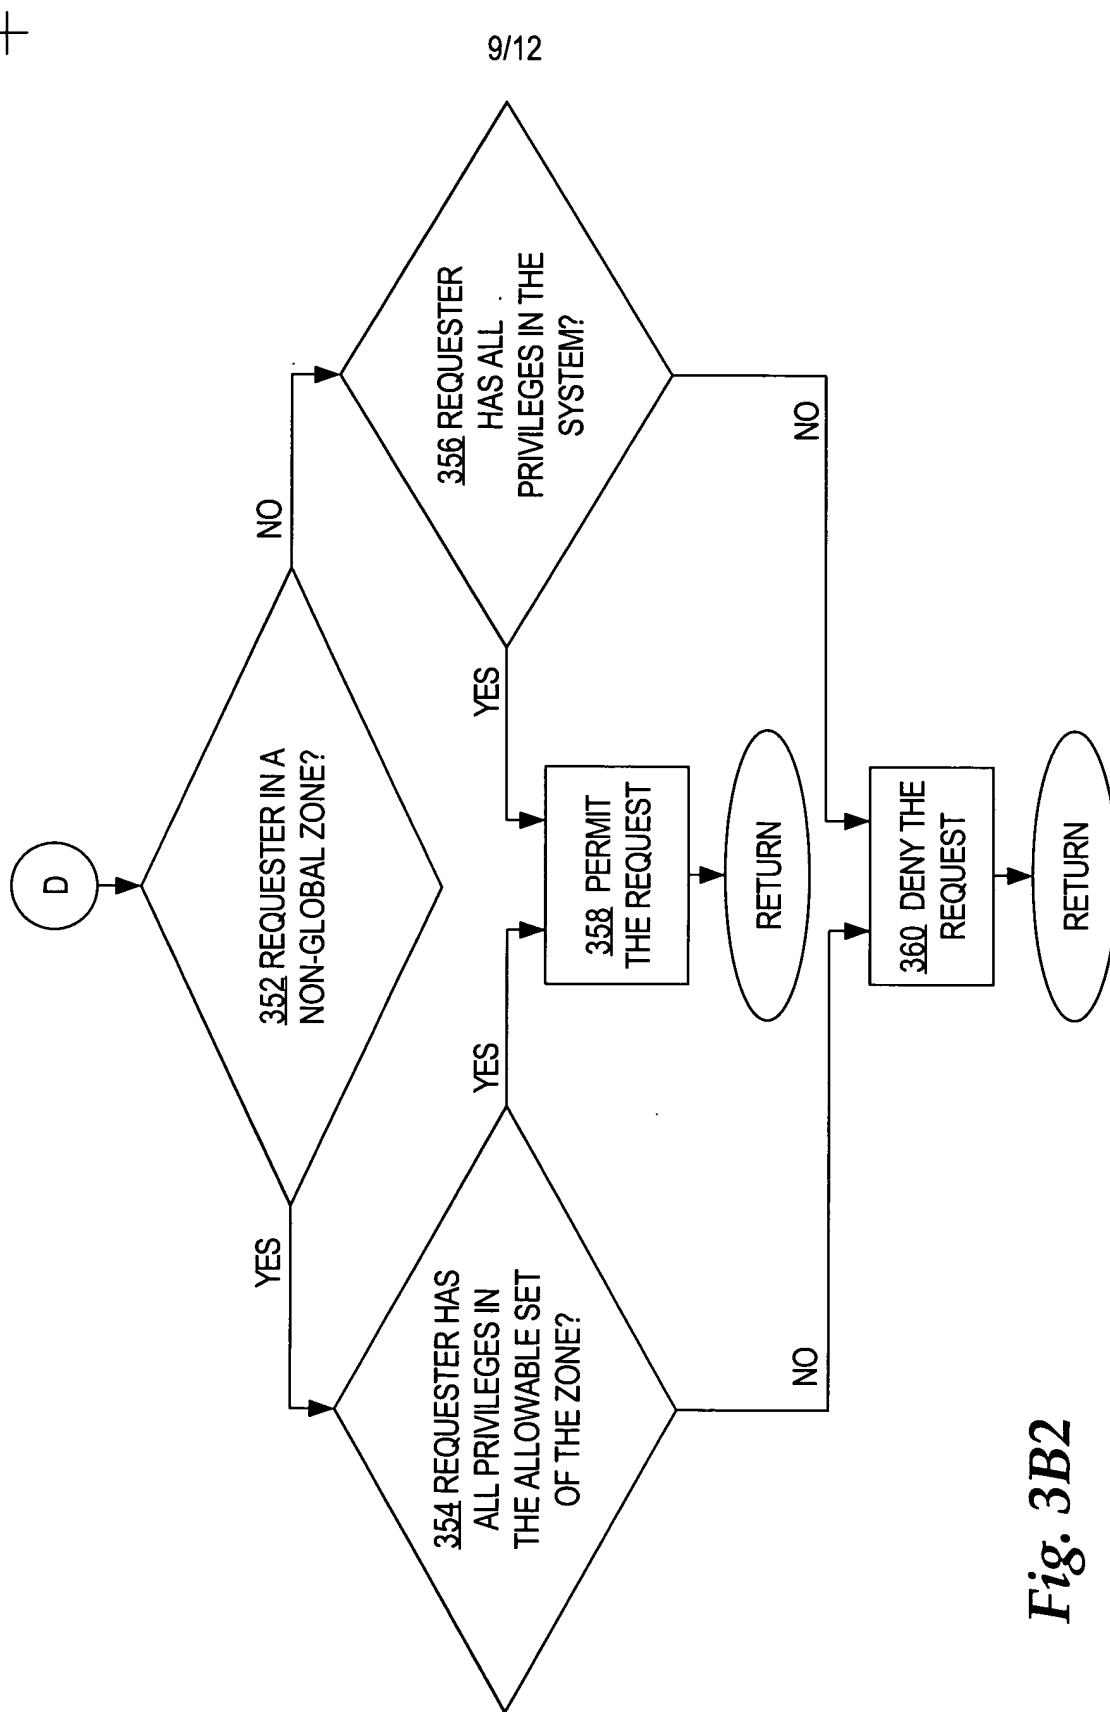 9/12
D
352 REQUESTER IN A
NON-GLOBAL ZONE?
YES
NO
354 REQUESTER HAS
ALL PRIVILEGES IN
THE ALLOWABLE SET
OF THE ZONE?
356 REQUESTER
HAS ALL
PRIVILEGES IN THE
SYSTEM?
YES
YES
358 PERMIT
THE REQUEST
RETURN
NO
NO
360 DENY THE
REQUEST
RETURN
Fig. 3B2